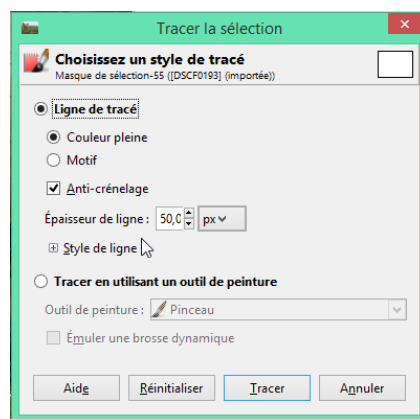 Tracer la sélection
Choisissez un style de tracé
Masque de sélection-55 ([DSCF0193] (importée))
Ligne de tracé
Couleur pleine
Motif
Anti-crénelage
Épaisseur de ligne : 50,0 px
Style de ligne
Tracer en utilisant un outil de peinture
Outil de peinture : Pinceau
Émuler une brosse dynamique
Aide Réinitialiser Tracer Annuler